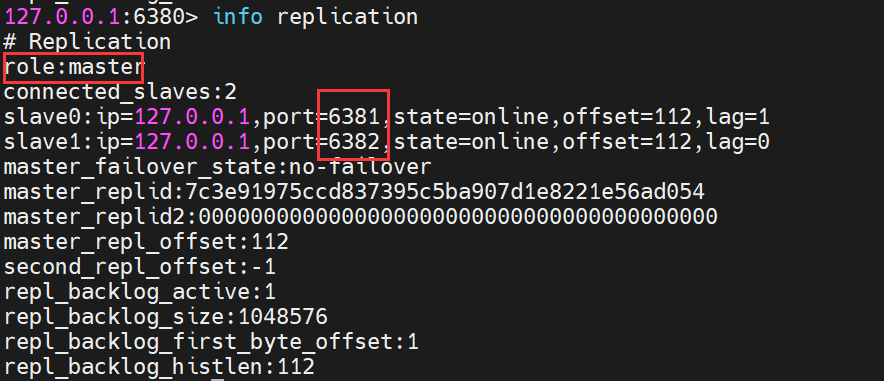 127.0.0.1:6380> info replication
# Replication
role:master
connected_slaves:2
slave0:ip=127.0.0.1,port=6381,state=online,offset=112,lag=1
slave1:ip=127.0.0.1,port=6382,state=online,offset=112,lag=0
master_failover_state:no-failover
master_replid:7c3e91975ccd837395c5ba907d1e8221e56ad054
master_replid2:0000000000000000000000000000000000000000
master_repl_offset:112
second_repl_offset:-1
repl_backlog_active:1
repl_backlog_size:1048576
repl_backlog_first_byte_offset:1
repl_backlog_histlen:112